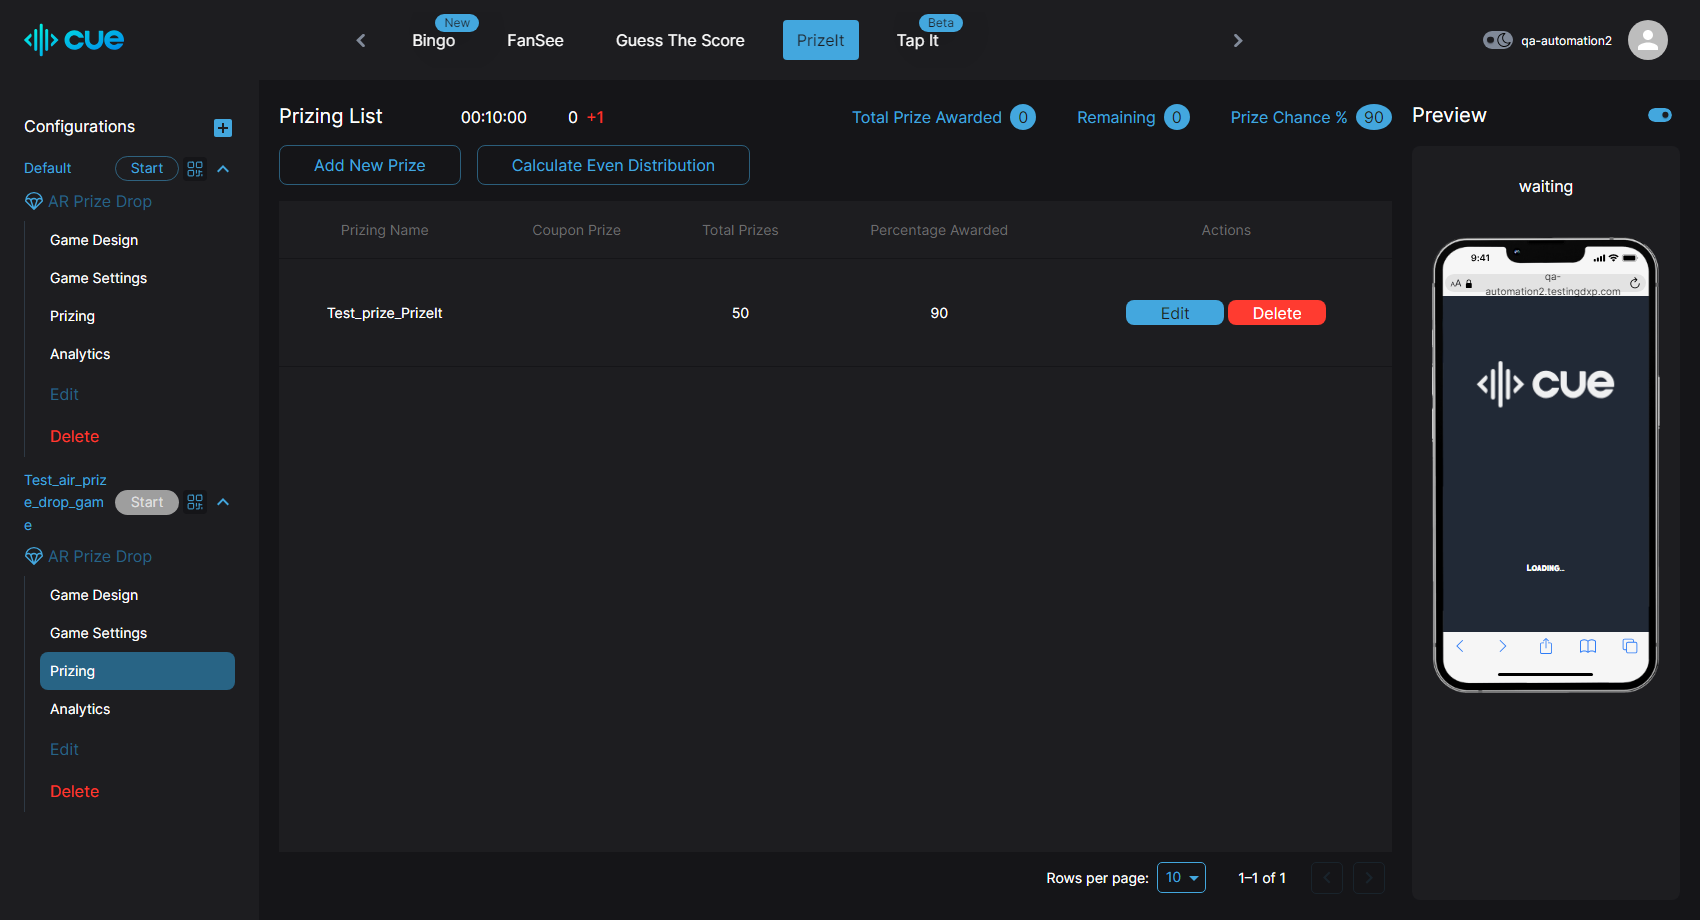 cue
Bingo
New
FanSee
Guess The Score
PrizeIt
Tap It
Beta
qa-automation2
Configurations
Default
Start
AR Prize Drop
Game Design
Game Settings
Prizing
Analytics
Edit
Delete
Test_air_priz
e_drop_gam
e
Start
AR Prize Drop
Game Design
Game Settings
Prizing
Analytics
Edit
Delete
Prizing List
00:10:00
0 +1
Total Prize Awarded 0
Remaining 0
Prize Chance % 90
Add New Prize
Calculate Even Distribution
Prizing Name
Coupon Prize
Total Prizes
Percentage Awarded
Actions
Test_prize_PrizeIt
50
90
Edit
Delete
Rows per page: 10
1–1 of 1
Preview
waiting
9:41
AA
qa-
automation2.testingdxp.com
cue
LOADING...